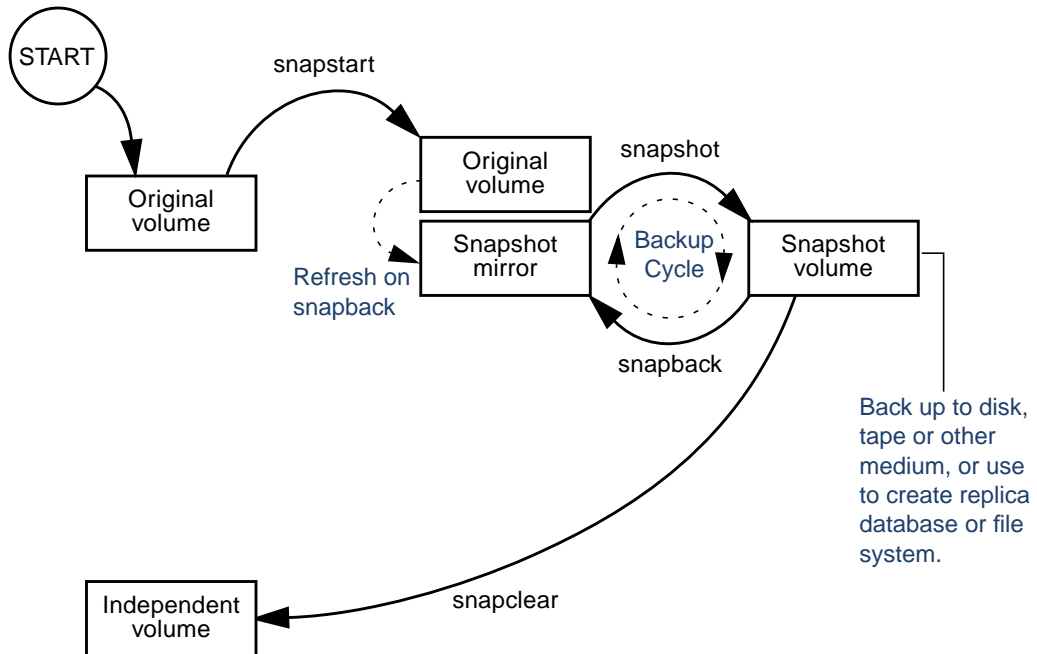 START
snapstart
Original
volume
Original
volume
Snapshot
mirror
Refresh on
snapback
snapshot
Backup
Cycle
snapback
Snapshot
volume
Back up to disk,
tape or other
medium, or use
to create replica
database or file
system.
snapclear
Independent
volume